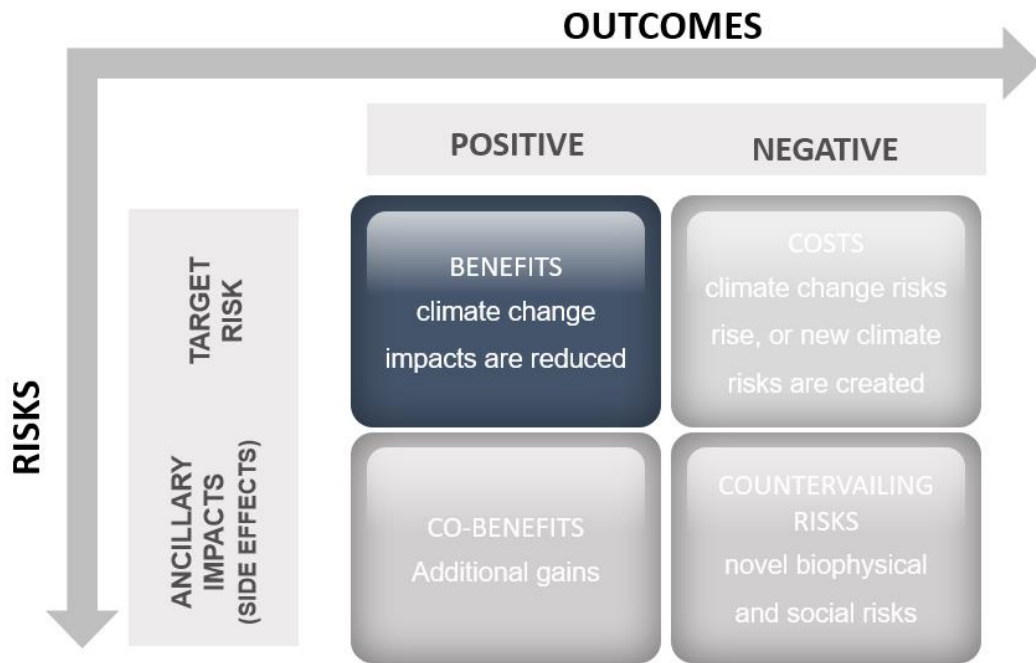 OUTCOMES
POSITIVE
NEGATIVE
RISKS
TARGET
RISK
BENEFITS
climate change
impacts are reduced
COSTS
climate change risks
rise, or new climate
risks are created
ANCILLARY
IMPACTS
(SIDE EFFECTS)
CO-BENEFITS
Additional gains
COUNTERVAILING
RISKS
novel biophysical
and social risks